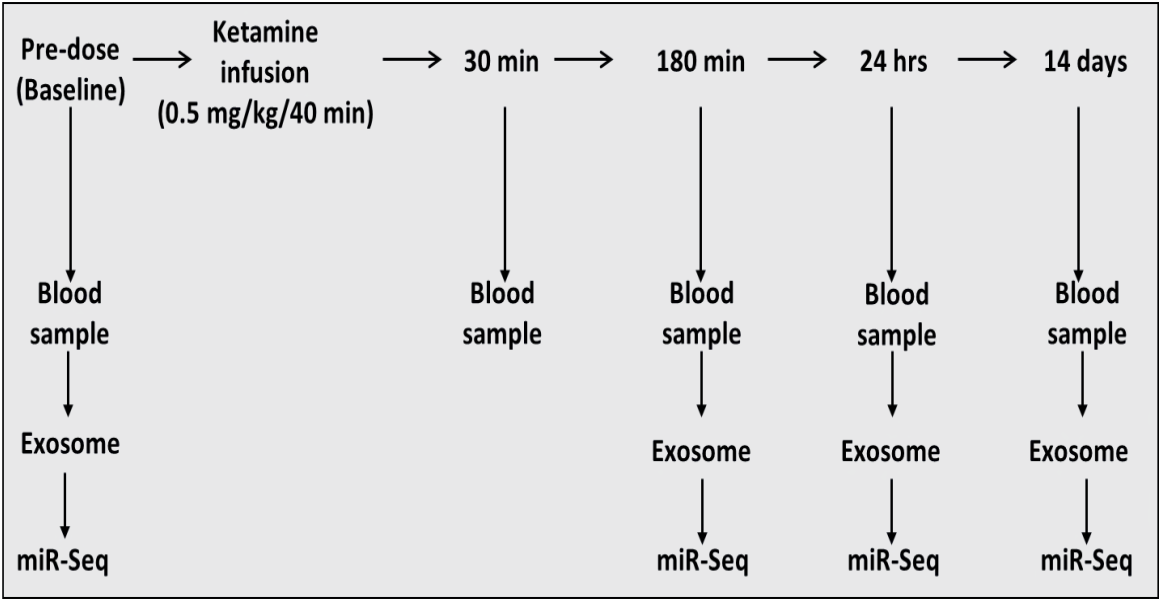 Pre-dose
(Baseline)
Ketamine
infusion
(0.5 mg/kg/40 min)
30 min
180 min
24 hrs
14 days
Blood
sample
Blood
sample
Blood
sample
Blood
sample
Blood
sample
Exosome
Exosome
Exosome
Exosome
miR-Seq
miR-Seq
miR-Seq
miR-Seq